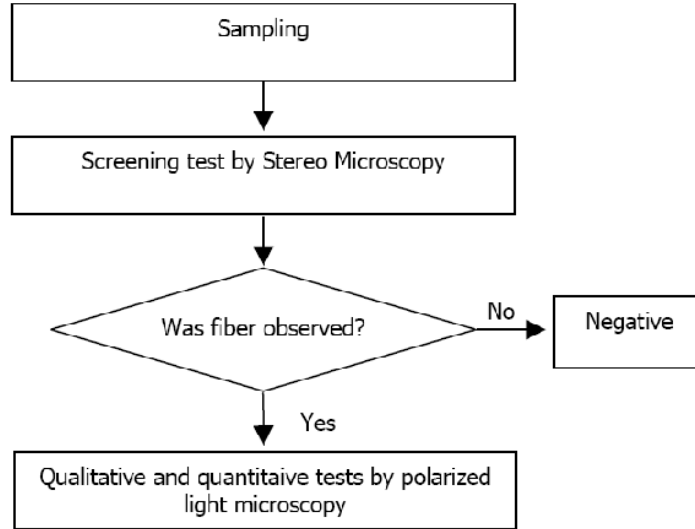 Sampling
Screening test by Stereo Microscopy
Was fiber observed?
No
Negative
Yes
Qualitative and quantitaive tests by polarized
light microscopy